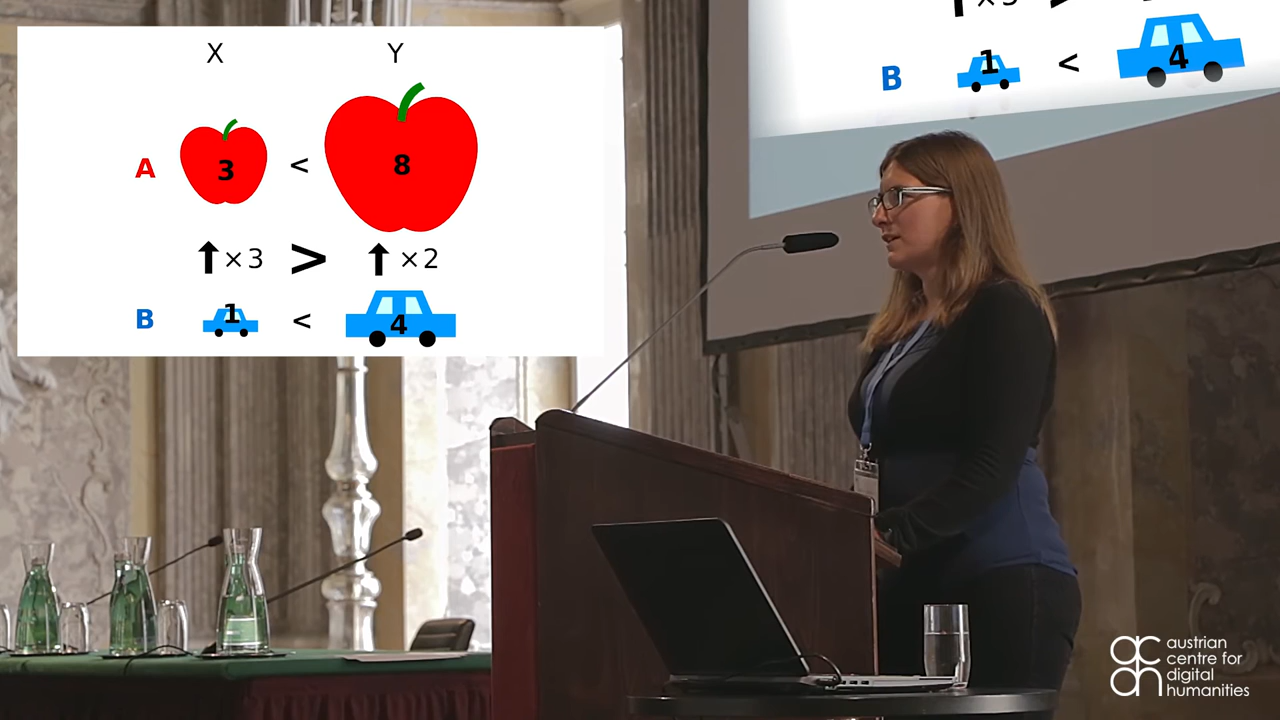 X Y
A 3 < 8
↑×3 > ↑×2
B 1 < 4
B 1 < 4
austrian
centre for
digital
humanities